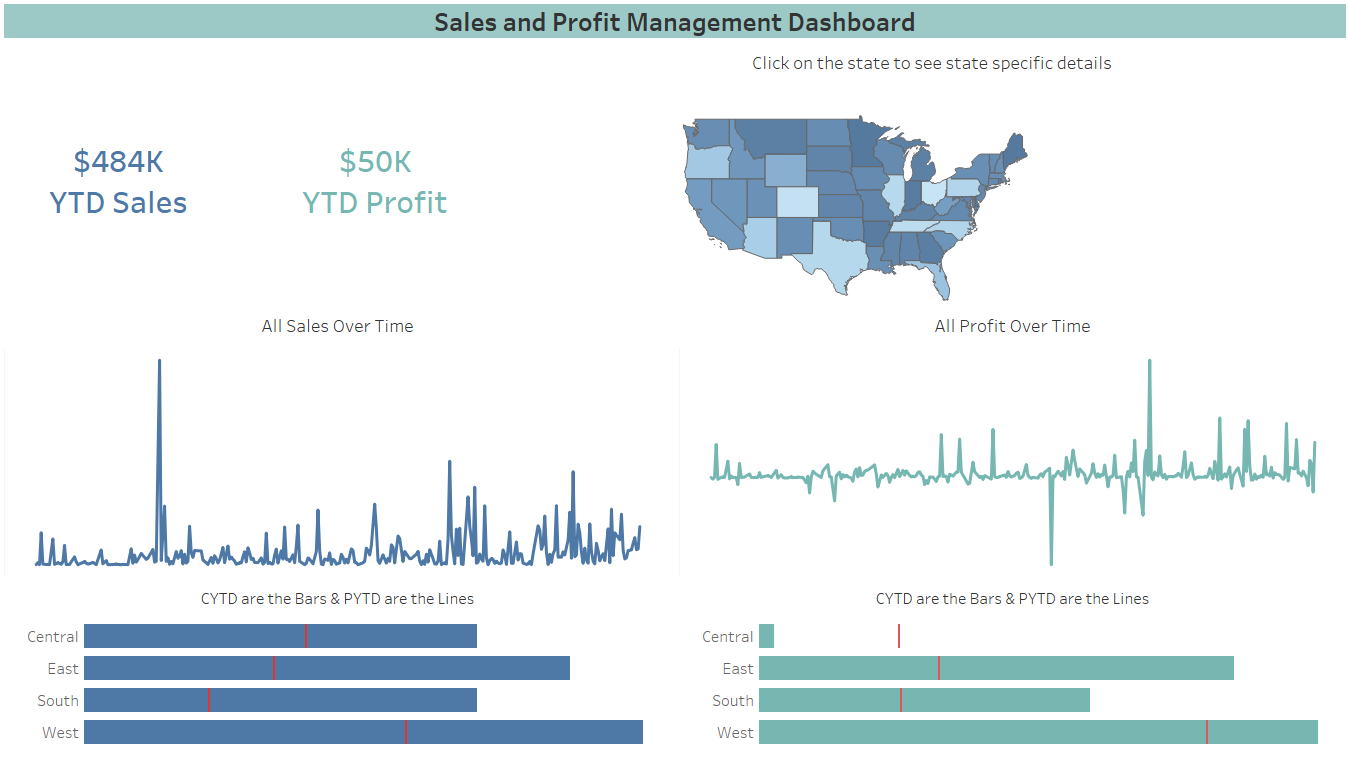 Sales and Profit Management Dashboard
Click on the state to see state specific details
$484K
YTD Sales
$50K
YTD Profit
All Sales Over Time
All Profit Over Time
CYTD are the Bars & PYTD are the Lines
Central
East
South
West
CYTD are the Bars & PYTD are the Lines
Central
East
South
West